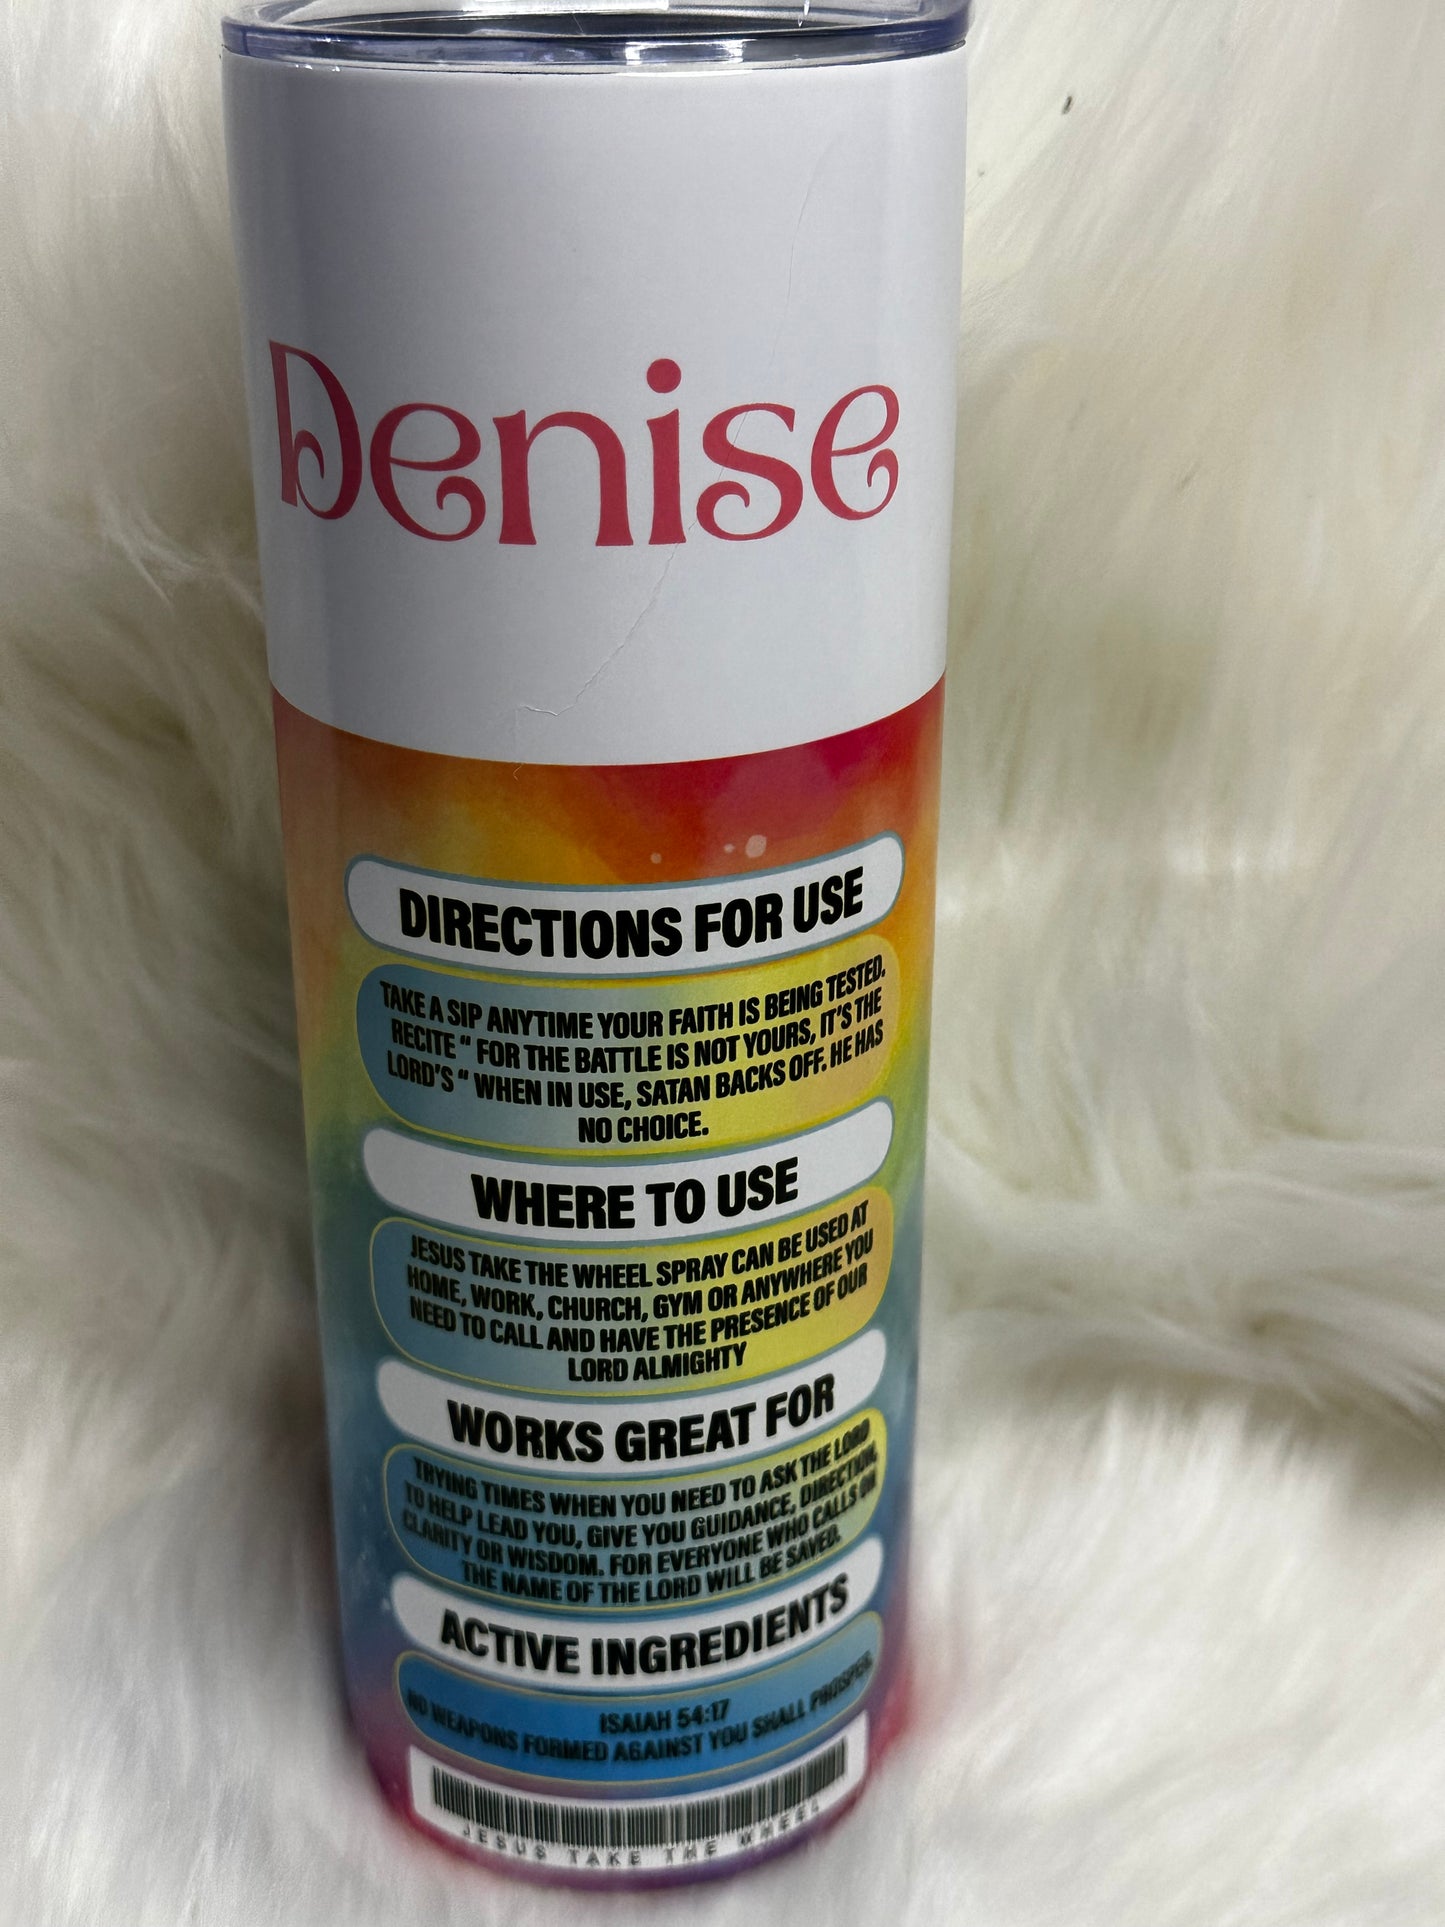 Denise
DIRECTIONS FOR USE
TAKE A SIP ANYTIME YOUR FAITH IS BEING TESTED.
RECITE " FOR THE BATTLE IS NOT YOURS, IT'S THE
LORD'S " WHEN IN USE, SATAN BACKS OFF. HE HAS
NO CHOICE.
WHERE TO USE
JESUS TAKE THE WHEEL SPRAY CAN BE USED AT
HOME, WORK, CHURCH, GYM OR ANYWHERE YOU
NEED TO CALL AND HAVE THE PRESENCE OF OUR
LORD ALMIGHTY
WORKS GREAT FOR
TRYING TIMES WHEN YOU NEED TO ASK THE LORD
TO HELP LEAD YOU, GIVE YOU GUIDANCE, DIRECTION,
CLARITY OR WISDOM. FOR EVERYONE WHO CALLS ON
THE NAME OF THE LORD WILL BE SAVED.
ACTIVE INGREDIENTS
ISAIAH 54:17
NO WEAPONS FORMED AGAINST YOU SHALL PROSPER.
JESUS TAKE THE WHEEL